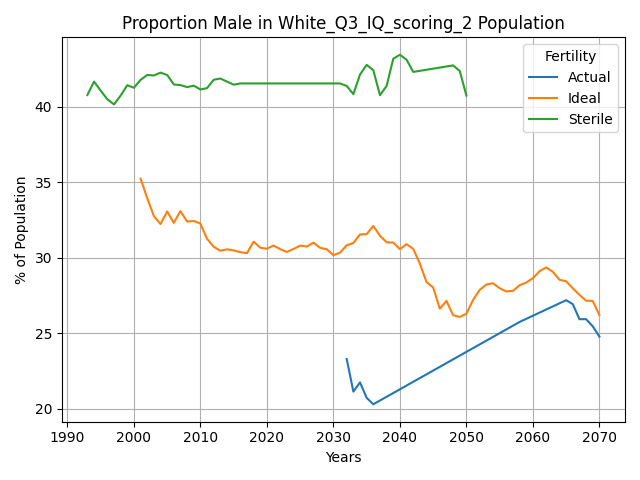 Proportion Male in White_Q3_IQ_scoring_2 Population
Fertility
Actual
Ideal
Sterile
% of Population
40
35
30
25
20
1990 2000 2010 2020 2030 2040 2050 2060 2070
Years